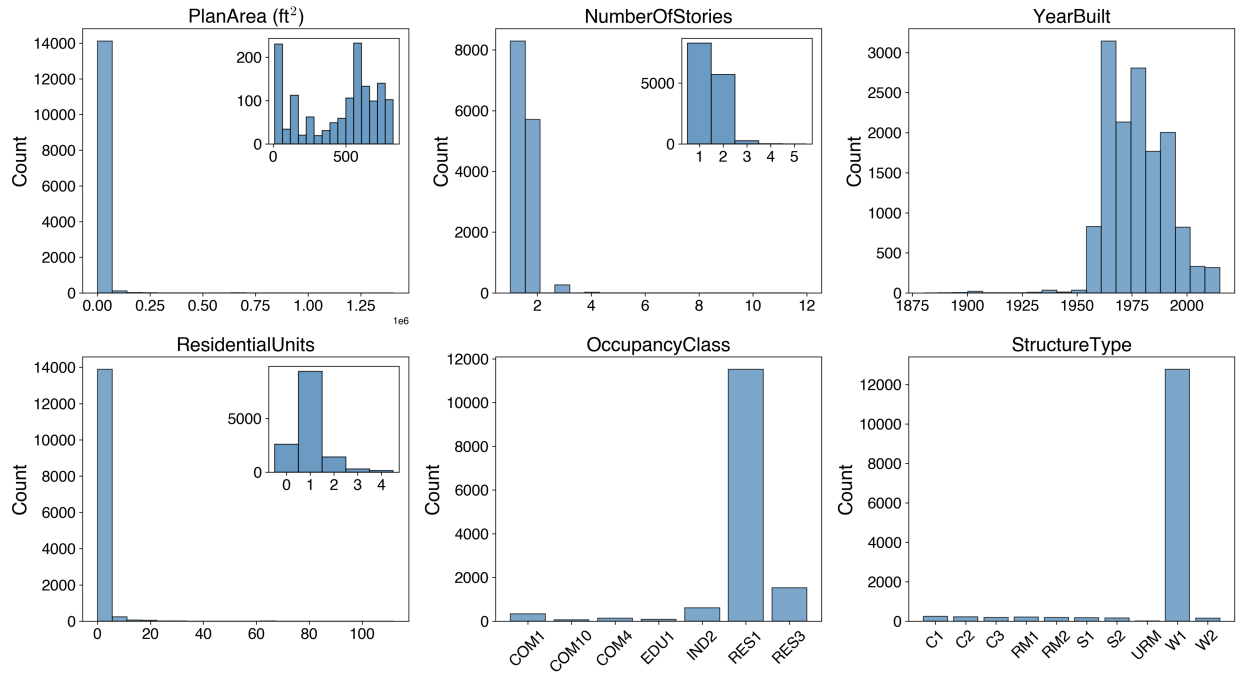 PlanArea (ft²)
Count
14000
12000
10000
8000
6000
4000
2000
0
0.00 0.25 0.50 0.75 1.00 1.25
1e6
200
100
0
0 500
NumberOfStories
Count
8000
6000
4000
2000
0
2 4 6 8 10 12
5000
0
1 2 3 4 5
YearBuilt
Count
3000
2500
2000
1500
1000
500
0
1875 1900 1925 1950 1975 2000
ResidentialUnits
Count
14000
12000
10000
8000
6000
4000
2000
0
0 20 40 60 80 100
5000
0
0 1 2 3 4
OccupancyClass
Count
12000
10000
8000
6000
4000
2000
0
COM1 COM10 COM4 EDU1 IND2 RES1 RES3
StructureType
Count
12000
10000
8000
6000
4000
2000
0
C1 C2 C3 RM1 RM2 S1 S2 URM W1 W2